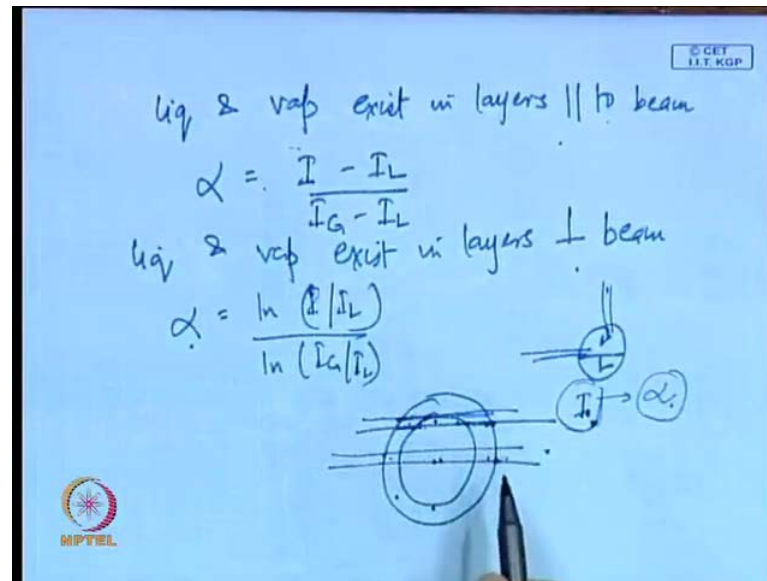 © CET
I.I.T. KGP
liq & vap exist in layers || to beam
α = I - IL / IG - IL
liq & vap exist in layers ⊥ beam
α = ln (I/IL) / ln (IG/IL)
L
I → α
NPTEL